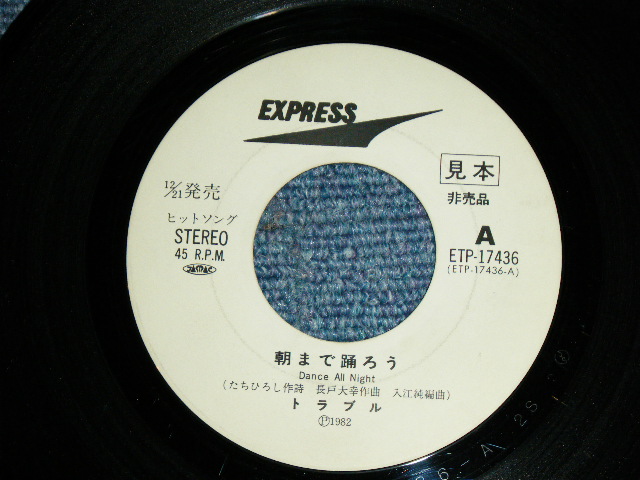 EXPRESS
12/21発売
見本
ヒットソング
非売品
STEREO
A
45 R.P.M.
ETP-17436
JASRAC
(ETP-17436-A)
朝まで踊ろう
Dance All Night
(たちひろし作詩 長戸大幸作曲 入江純編曲)
トラブル
Ⓟ1982